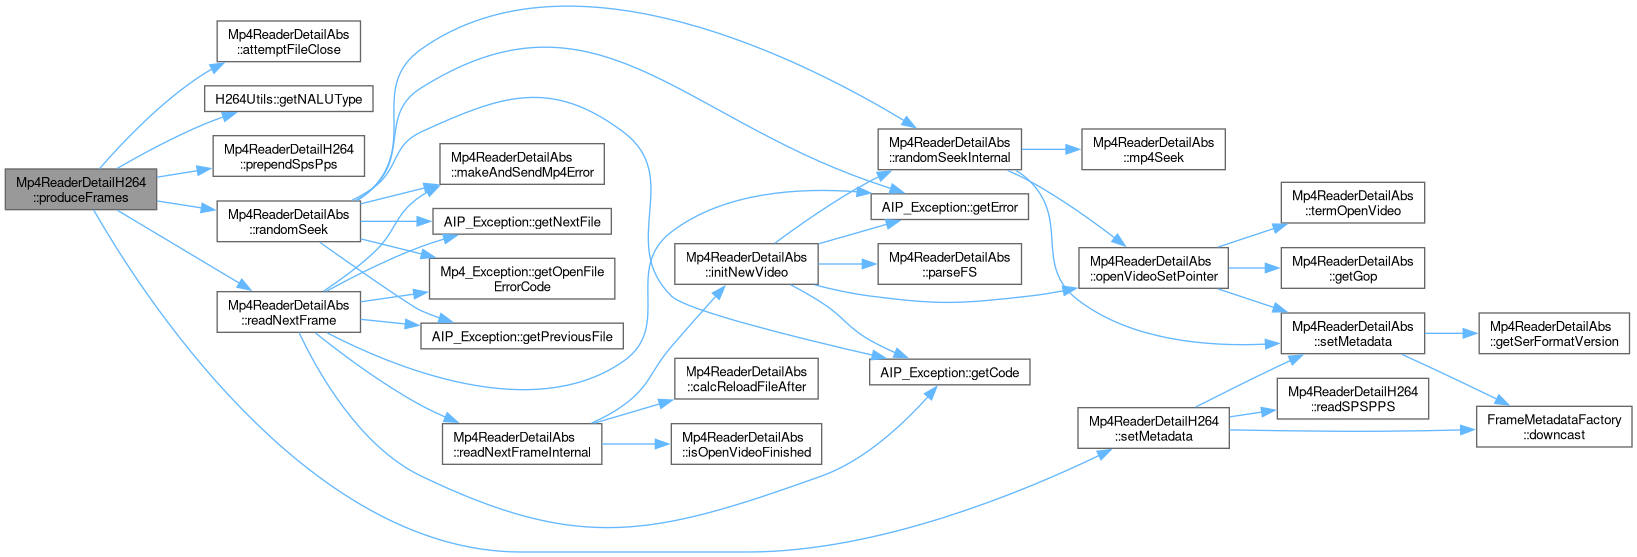 Mp4ReaderDetailH264
::produceFrames
Mp4ReaderDetailAbs
::attemptFileClose
H264Utils::getNALUType
Mp4ReaderDetailH264
::prependSpsPps
Mp4ReaderDetailAbs
::randomSeek
Mp4ReaderDetailAbs
::readNextFrame
Mp4ReaderDetailAbs
::makeAndSendMp4Error
AIP_Exception::getNextFile
Mp4_Exception::getOpenFile
ErrorCode
AIP_Exception::getPreviousFile
Mp4ReaderDetailAbs
::readNextFrameInternal
Mp4ReaderDetailAbs
::initNewVideo
Mp4ReaderDetailAbs
::calcReloadFileAfter
Mp4ReaderDetailAbs
::isOpenVideoFinished
Mp4ReaderDetailAbs
::randomSeekInternal
AIP_Exception::getError
Mp4ReaderDetailAbs
::parseFS
AIP_Exception::getCode
Mp4ReaderDetailAbs
::mp4Seek
Mp4ReaderDetailAbs
::openVideoSetPointer
Mp4ReaderDetailH264
::setMetadata
Mp4ReaderDetailAbs
::termOpenVideo
Mp4ReaderDetailAbs
::getGop
Mp4ReaderDetailAbs
::setMetadata
Mp4ReaderDetailH264
::readSPSPPS
Mp4ReaderDetailAbs
::getSerFormatVersion
FrameMetadataFactory
::downcast